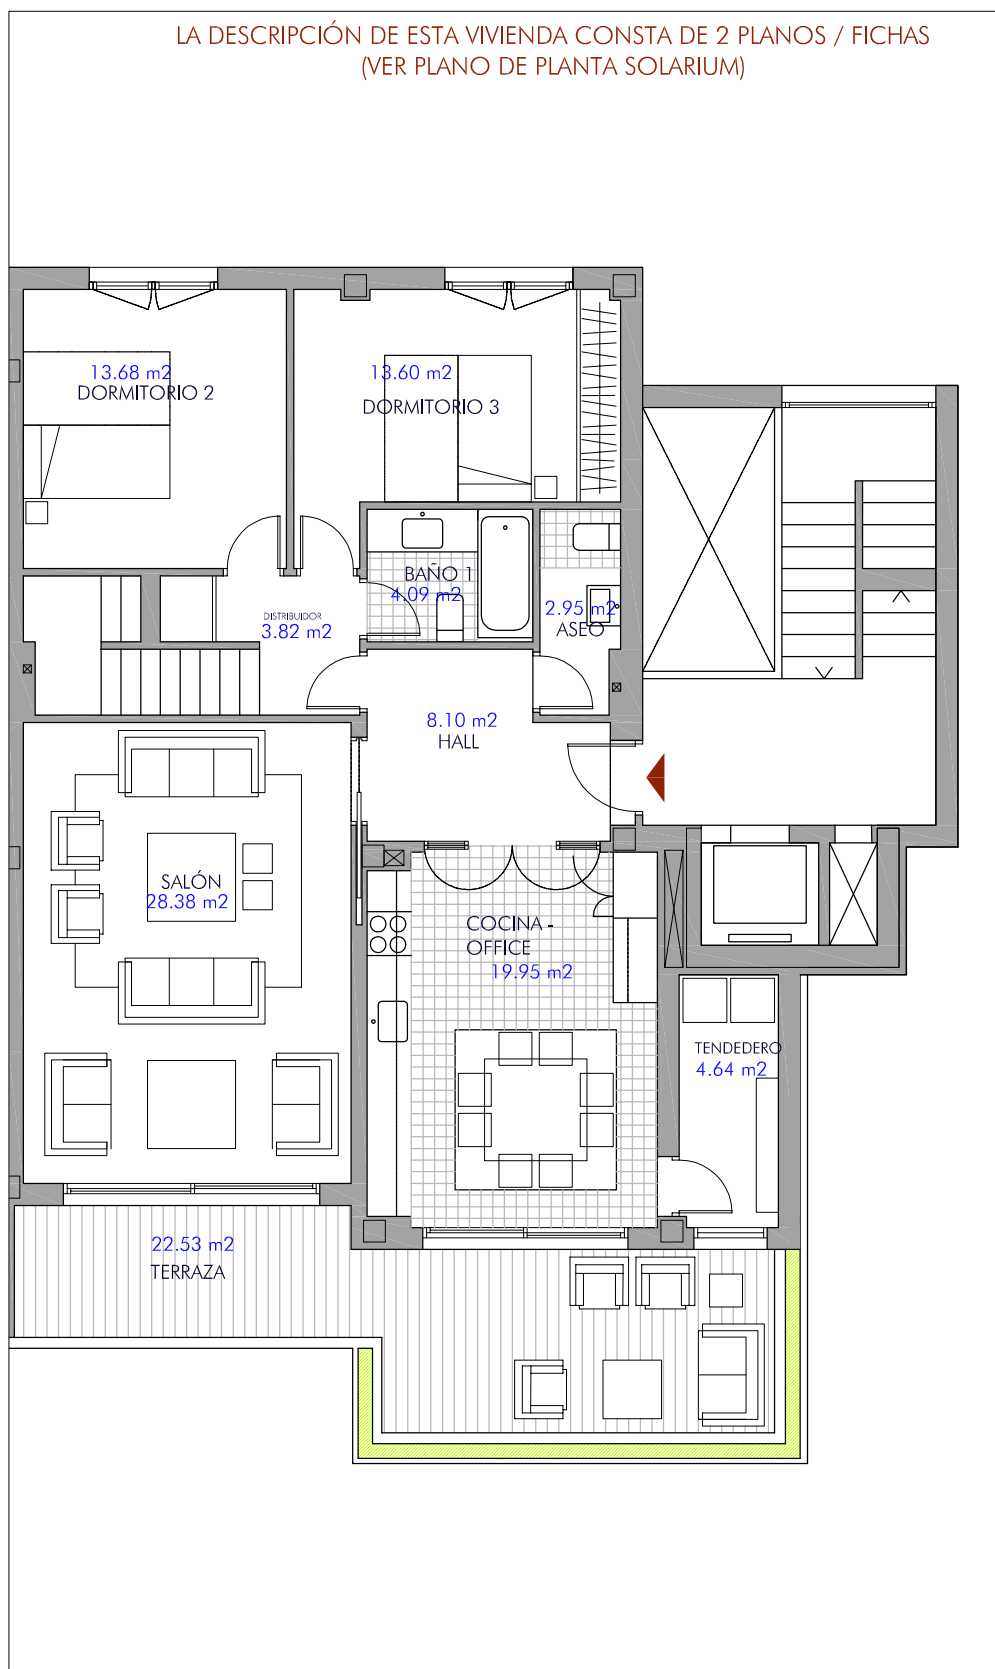 LA DESCRIPCIÓN DE ESTA VIVIENDA CONSTA DE 2 PLANOS / FICHAS
(VER PLANO DE PLANTA SOLARIUM)
13.68 m2
DORMITORIO 2
13.60 m2
DORMITORIO 3
BAÑO 1
4.09 m2
2.95 m2
ASEO
DISTRIBUIDOR
3.82 m2
8.10 m2
HALL
SALÓN
28.38 m2
COCINA -
OFFICE
19.95 m2
TENDEDERO
4.64 m2
22.53 m2
TERRAZA